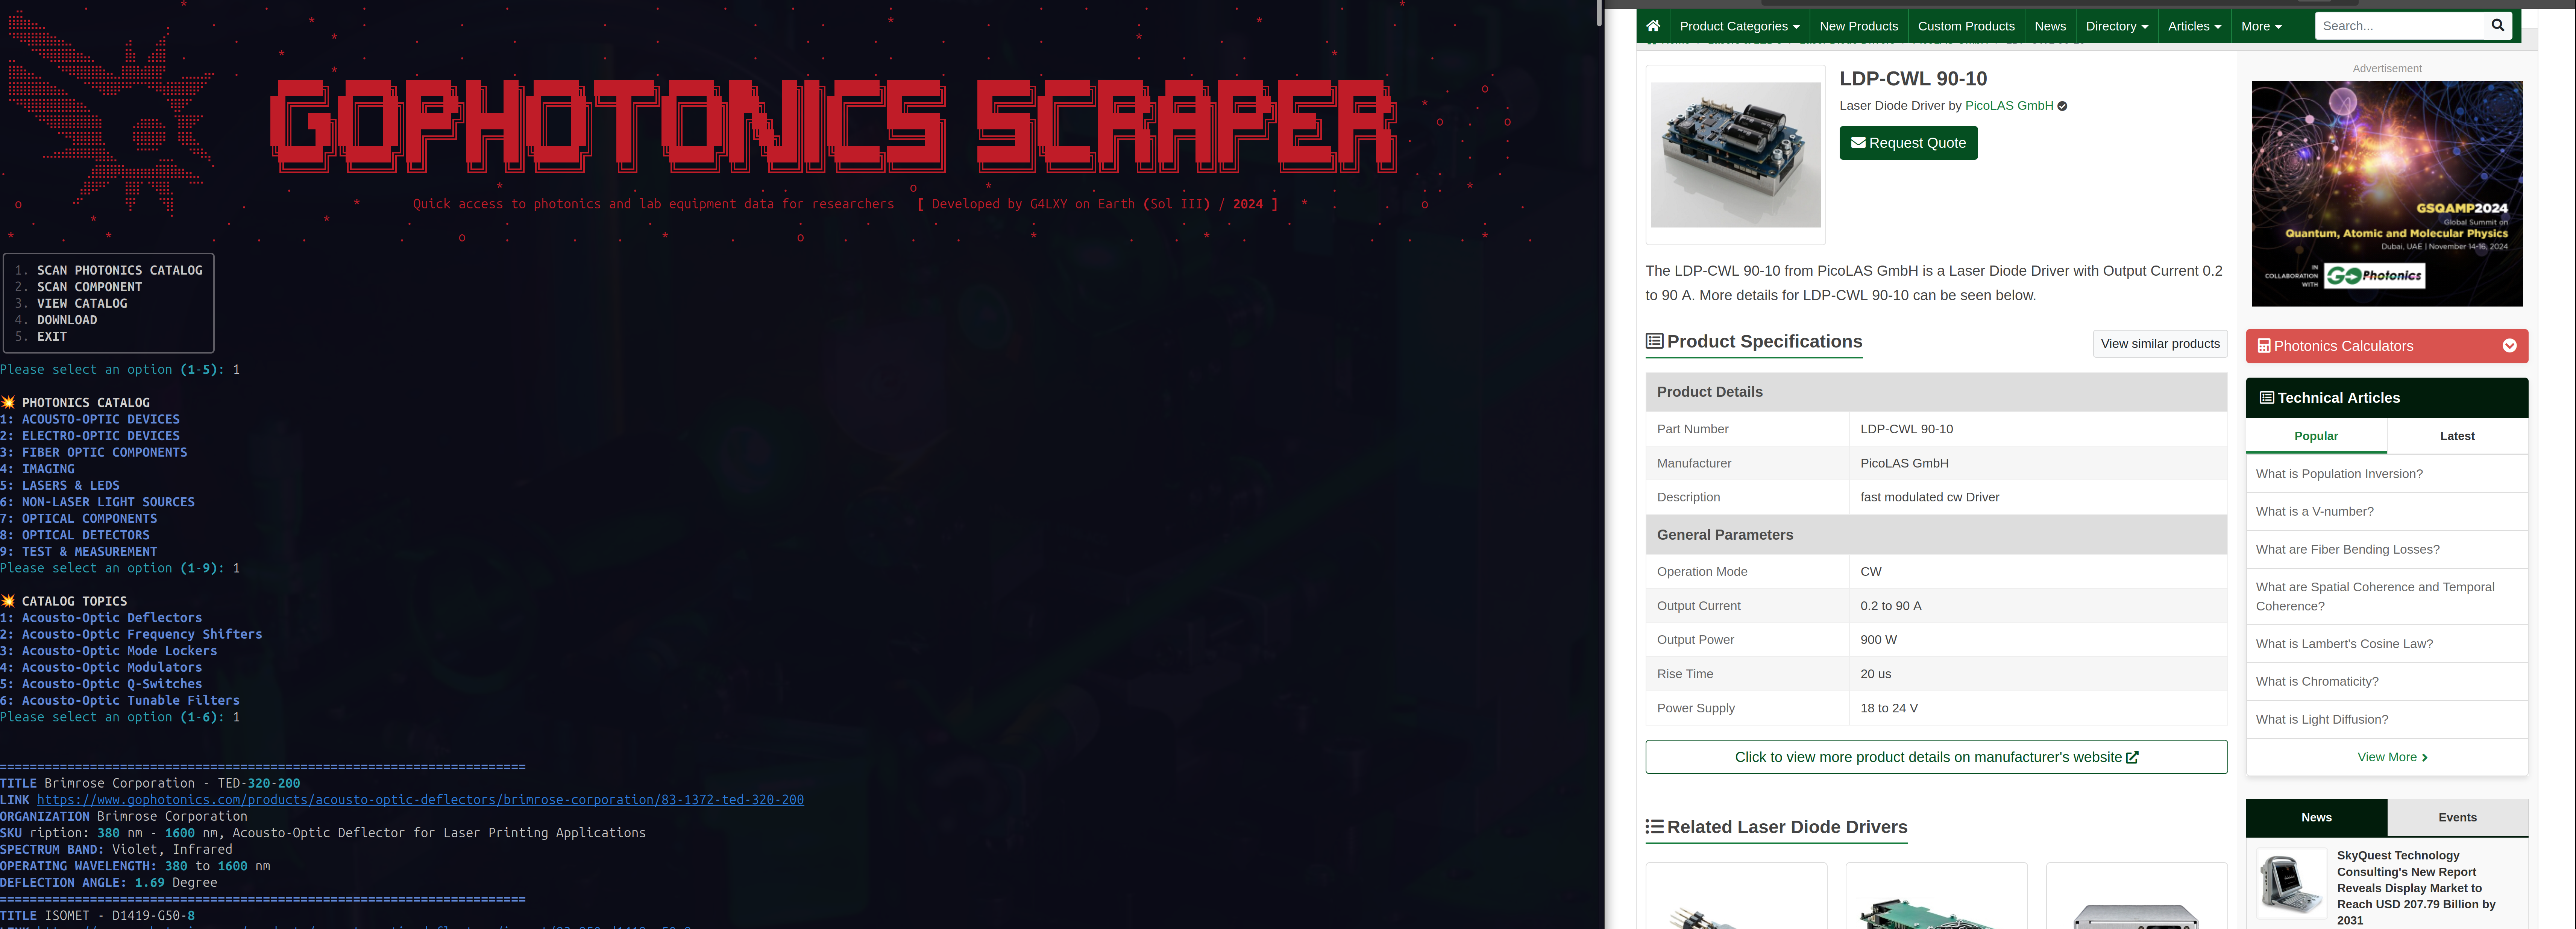 GOPHOTONICS SCRAPER
Quick access to photonics and lab equipment data for researchers [ Developed by G4LXY on Earth (Sol III) / 2024 ]
1. SCAN PHOTONICS CATALOG
2. SCAN COMPONENT
3. VIEW CATALOG
4. DOWNLOAD
5. EXIT
Please select an option (1-5): 1
PHOTONICS CATALOG
1: ACOUSTO-OPTIC DEVICES
2: ELECTRO-OPTIC DEVICES
3: FIBER OPTIC COMPONENTS
4: IMAGING
5: LASERS & LEDS
6: NON-LASER LIGHT SOURCES
7: OPTICAL COMPONENTS
8: OPTICAL DETECTORS
9: TEST & MEASUREMENT
Please select an option (1-9): 1
CATALOG TOPICS
1: Acousto-Optic Deflectors
2: Acousto-Optic Frequency Shifters
3: Acousto-Optic Mode Lockers
4: Acousto-Optic Modulators
5: Acousto-Optic Q-Switches
6: Acousto-Optic Tunable Filters
Please select an option (1-6): 1
======================================================================
TITLE Brimrose Corporation - TED-320-200
LINK https://www.gophotonics.com/products/acousto-optic-deflectors/brimrose-corporation/83-1372-ted-320-200
ORGANIZATION Brimrose Corporation
SKU ription: 380 nm - 1600 nm, Acousto-Optic Deflector for Laser Printing Applications
SPECTRUM BAND: Violet, Infrared
OPERATING WAVELENGTH: 380 to 1600 nm
DEFLECTION ANGLE: 1.69 Degree
======================================================================
TITLE ISOMET - D1419-G50-8
Product Categories New Products Custom Products News Directory Articles More Search...
LDP-CWL 90-10
Laser Diode Driver by PicoLAS GmbH
Request Quote
The LDP-CWL 90-10 from PicoLAS GmbH is a Laser Diode Driver with Output Current 0.2
to 90 A. More details for LDP-CWL 90-10 can be seen below.
Product Specifications
View similar products
Product Details
Part Number LDP-CWL 90-10
Manufacturer PicoLAS GmbH
Description fast modulated cw Driver
General Parameters
Operation Mode CW
Output Current 0.2 to 90 A
Output Power 900 W
Rise Time 20 us
Power Supply 18 to 24 V
Click to view more product details on manufacturer's website
Related Laser Diode Drivers
Advertisement
GSQAMP2024
Global Summit on
Quantum, Atomic and Molecular Physics
Dubai, UAE | November 14-16, 2024
IN
COLLABORATION
WITH
GO Photonics
Photonics Calculators
Technical Articles
Popular Latest
What is Population Inversion?
What is a V-number?
What are Fiber Bending Losses?
What are Spatial Coherence and Temporal
Coherence?
What is Lambert's Cosine Law?
What is Chromaticity?
What is Light Diffusion?
View More
News Events
SkyQuest Technology
Consulting's New Report
Reveals Display Market to
Reach USD 207.79 Billion by
2031